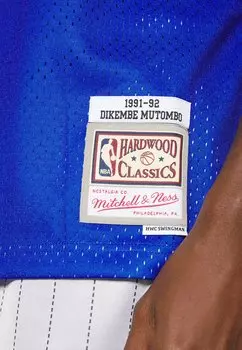 1991-92
DIKEMBE MUTOMBO
HARDWOOD
NBA
CLASSICS
NOSTALGIA CO.
Mitchell & Ness
PHILADELPHIA, PA.
HWC SWINGMAN